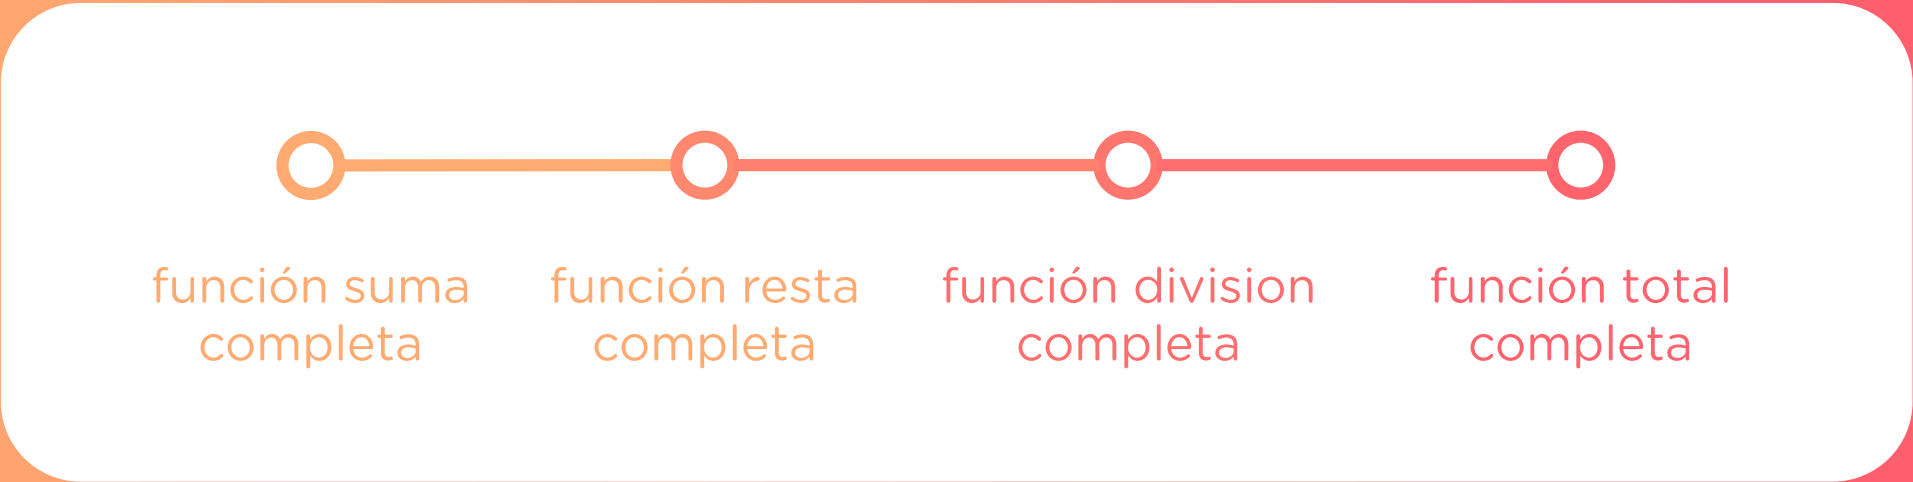 función suma
completa
función resta
completa
función division
completa
función total
completa